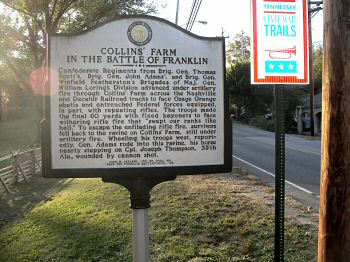 COLLINS' FARM
IN THE BATTLE OF FRANKLIN
Confederate Regiments from Brig. Gen. Thomas
Scott's, Brig. Gen. John Adams', and Brig. Gen.
Winfield Featherston's Brigades of Maj. Gen.
William Loring's Division advanced under artillery
fire through Collins' Farm across the Nashville
and Decatur Railroad tracks to face Osage Orange
abatis and entrenched Federal forces equipped,
in part, with repeating rifles. The troops made
the final 60 yards with fixed bayonets to face
withering rifle fire that "swept our ranks like
hail." To escape the enfilading rifle fire, survivors
fell back to the ravine on Collins' Farm, still under
artillery fire. Wheeling his troops west, report-
edly, Gen. Adams rode into this ravine, his horse
nearly stepping on Cpl. Joseph Thompson, 35th
Ala., wounded by cannon shot.
TENNESSEE
CIVIL WAR
TRAILS